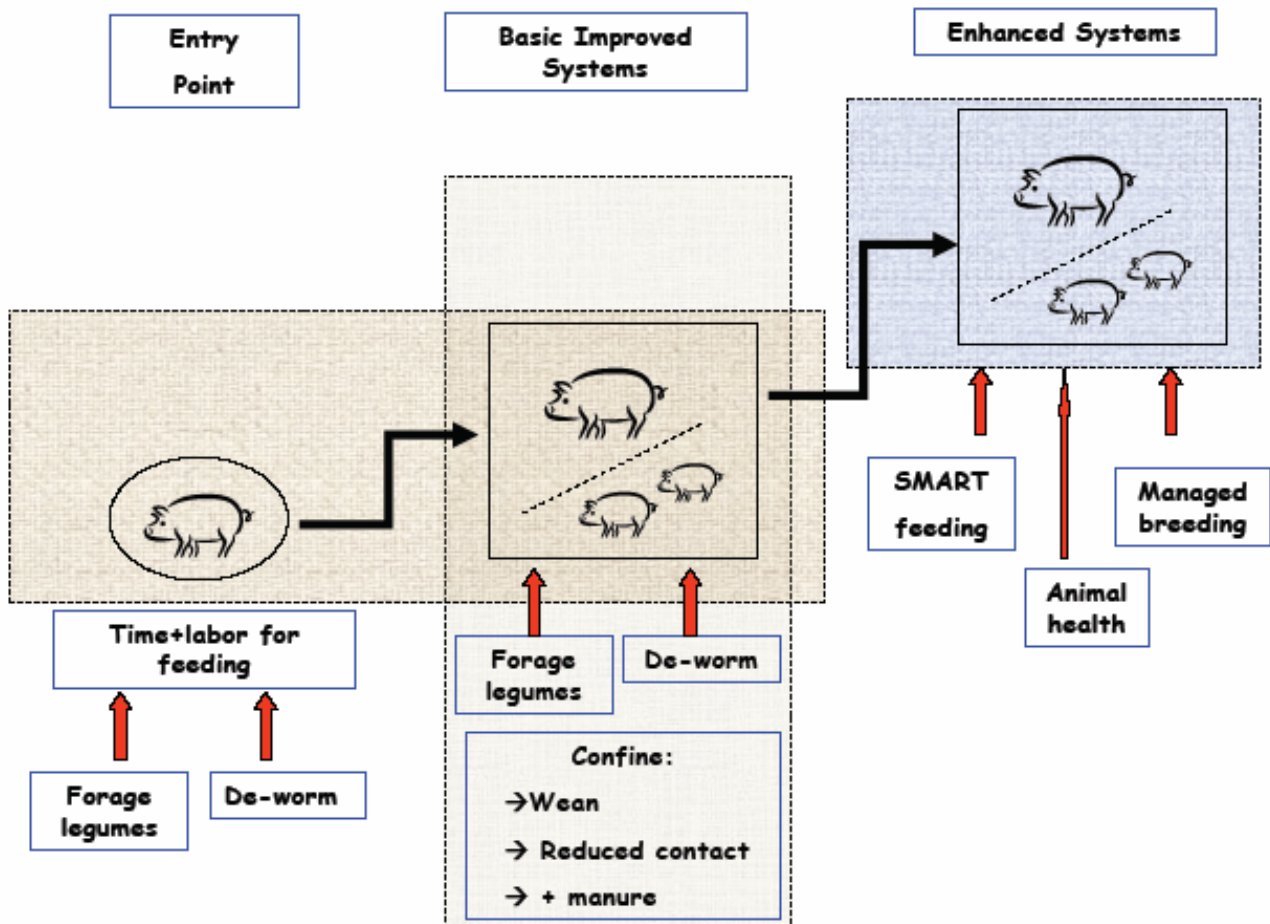 Entry
Point
Basic Improved
Systems
Enhanced Systems
SMART
feeding
Managed
breeding
Animal
health
Time+labor for
feeding
Forage
legumes
De-worm
Forage
legumes
De-worm
Confine:
→Wean
→ Reduced contact
→ + manure